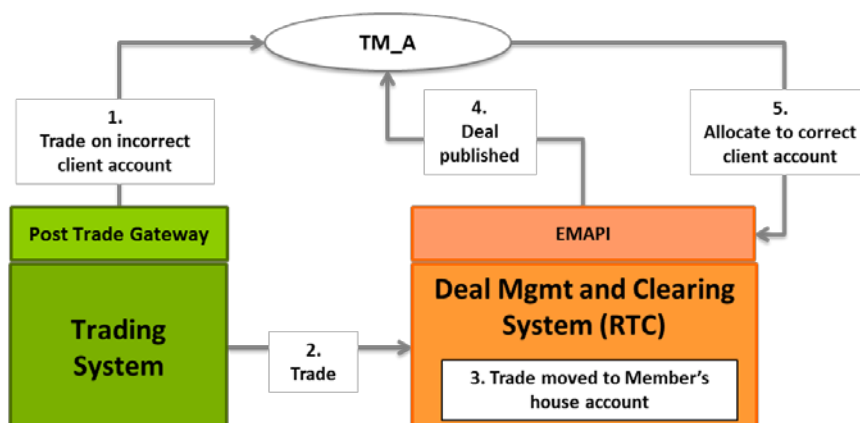 TM_A
1.
Trade on incorrect
client account
4.
Deal
published
5.
Allocate to correct
client account
Post Trade Gateway
EMAPI
Trading
System
2.
Trade
Deal Mgmt and Clearing
System (RTC)
3. Trade moved to Member's
house account